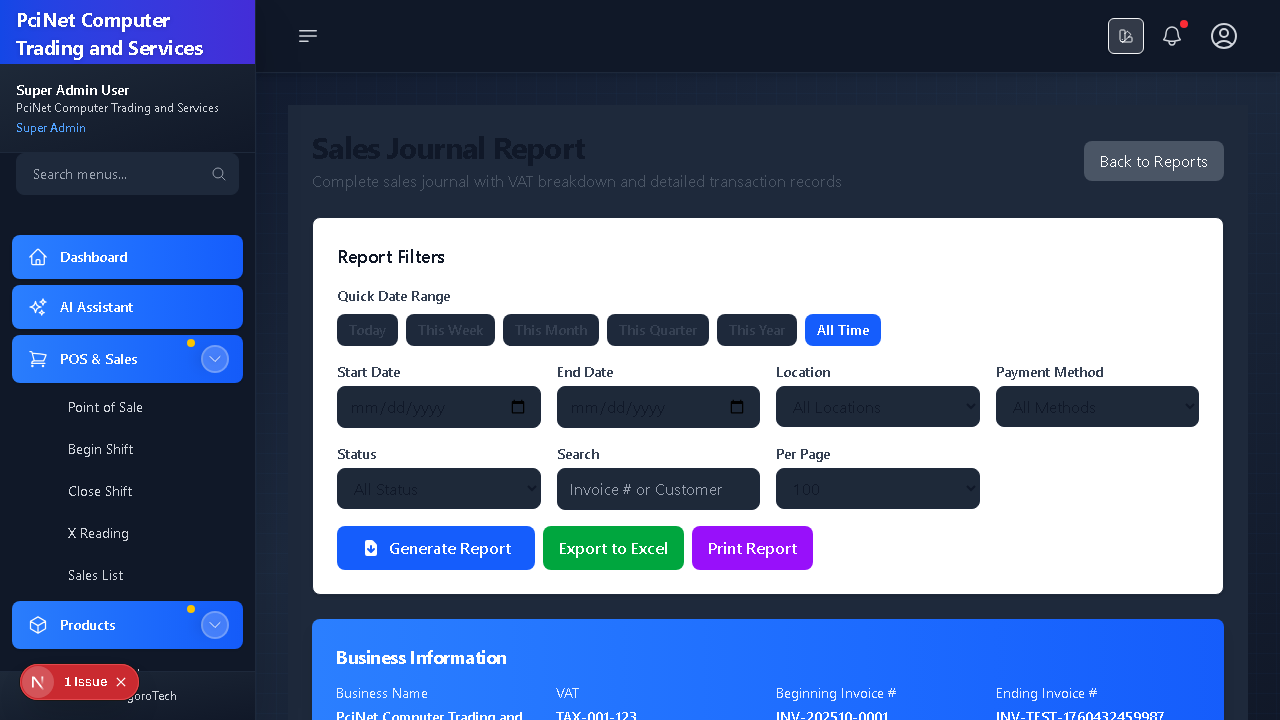 PciNet Computer
Trading and Services
Super Admin User
PciNet Computer Trading and Services
Super Admin
Search menus...
Dashboard
AI Assistant
POS & Sales
Point of Sale
Begin Shift
Close Shift
X Reading
Sales List
Products
N 1 Issue
goroTech
Sales Journal Report
Complete sales journal with VAT breakdown and detailed transaction records
Back to Reports
Report Filters
Quick Date Range
Today This Week This Month This Quarter This Year All Time
Start Date End Date Location Payment Method
mm/dd/yyyy mm/dd/yyyy All Locations All Methods
Status Search Per Page
All Status Invoice # or Customer 100
Generate Report Export to Excel Print Report
Business Information
Business Name VAT Beginning Invoice # Ending Invoice #
PciNet Computer Trading and TAX-001-123 INV-202510-0001 INV-TEST-1760432459987